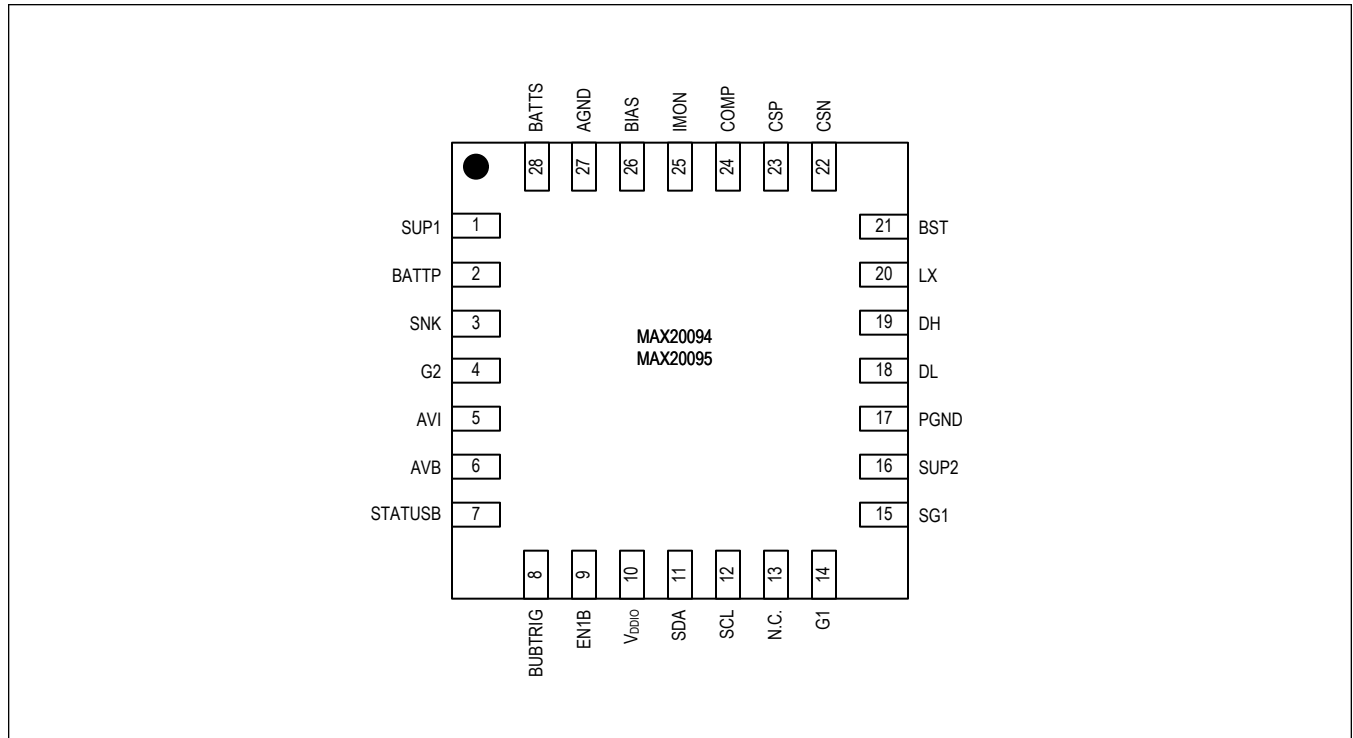 BATTS
AGND
BIAS
IMON
COMP
CSP
CSN
28
27
26
25
24
23
22
SUP1 1
BATTP 2
SNK 3
G2 4
AVI 5
AVB 6
STATUSB 7
21 BST
20 LX
19 DH
18 DL
17 PGND
16 SUP2
15 SG1
MAX20094
MAX20095
8
9
10
11
12
13
14
BUBTRIG
EN1B
VDDIO
SDA
SCL
N.C.
G1